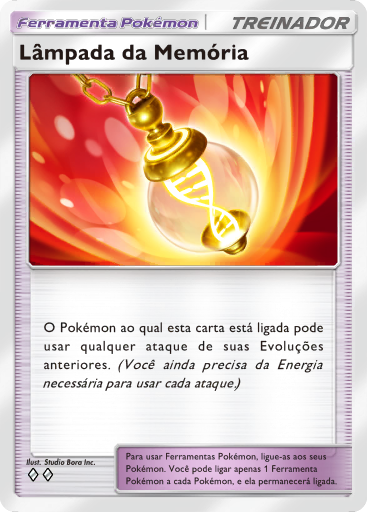 Ferramenta Pokémon TREINADOR
Lâmpada da Memória
O Pokémon ao qual esta carta está ligada pode
usar qualquer ataque de suas Evoluções
anteriores. (Você ainda precisa da Energia
necessária para usar cada ataque.)
Ilust. Studio Bora Inc.
Para usar Ferramentas Pokémon, ligue-as aos seus
Pokémon. Você pode ligar apenas 1 Ferramenta
Pokémon a cada Pokémon, e ela permanecerá ligada.